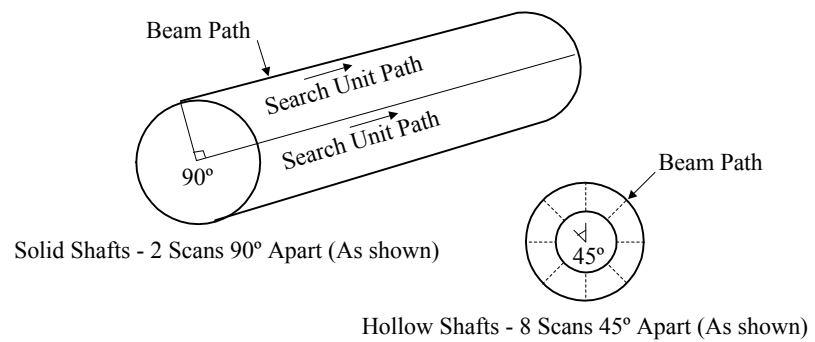 Beam Path
Search Unit Path
Search Unit Path
90º
Beam Path
Solid Shafts - 2 Scans 90º Apart (As shown)
45º
Hollow Shafts - 8 Scans 45º Apart (As shown)